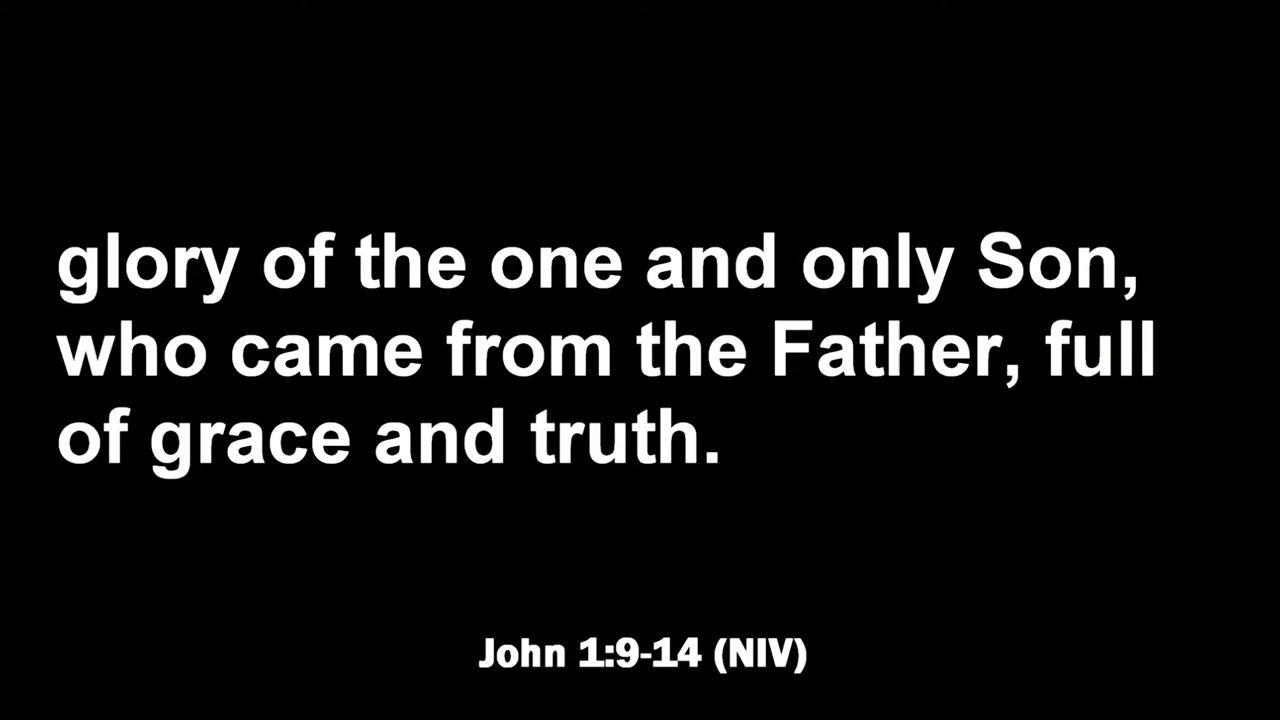 glory of the one and only Son,
who came from the Father, full
of grace and truth.
John 1:9-14 (NIV)